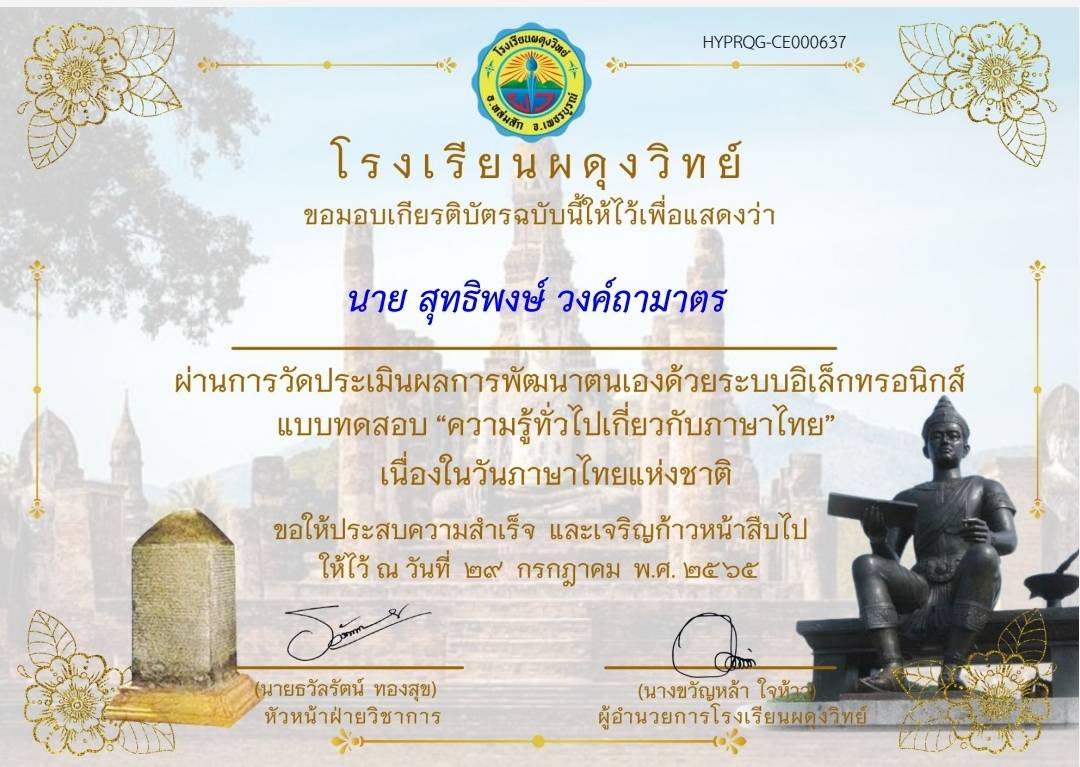 HYPRQG-CE000637
โรงเรียนผดุงวิทย์
อ.หล่มสัก จ.เพชรบูรณ์
โรงเรียนผดุงวิทย์
ขอมอบเกียรติบัตรฉบับนี้ให้ไว้เพื่อแสดงว่า
นาย สุทธิพงษ์ วงค์ถามาตร
ผ่านการวัดประเมินผลการพัฒนาตนเองด้วยระบบอิเล็กทรอนิกส์
แบบทดสอบ “ความรู้ทั่วไปเกี่ยวกับภาษาไทย”
เนื่องในวันภาษาไทยแห่งชาติ
ขอให้ประสบความสำเร็จ และเจริญก้าวหน้าสืบไป
ให้ไว้ ณ วันที่ ๒๙ กรกฎาคม พ.ศ. ๒๕๖๕
(นายธวัลรัตน์ ทองสุข)
หัวหน้าฝ่ายวิชาการ
(นางขวัญหล้า ใจห้าว)
ผู้อำนวยการโรงเรียนผดุงวิทย์